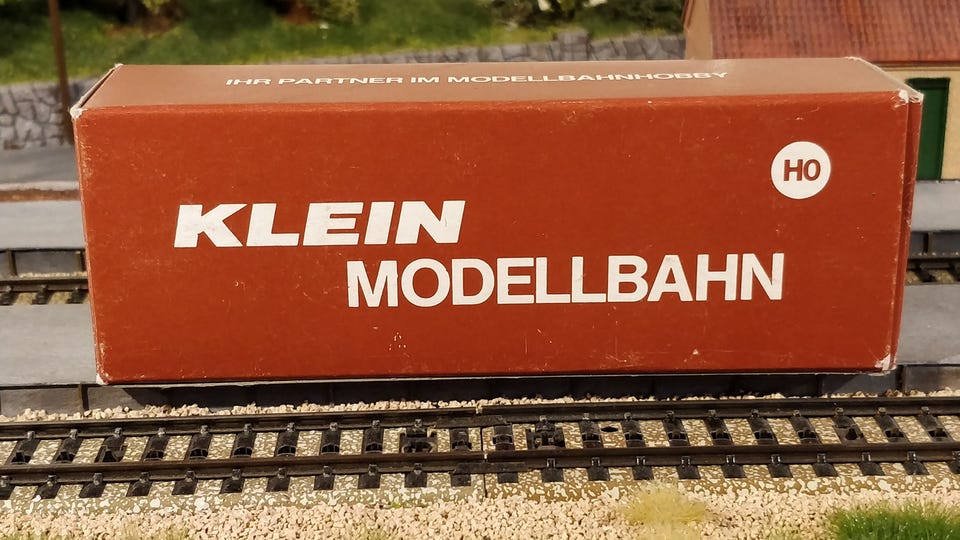 IHR PARTNER IM MODELLBAHNHOBBY
H0
KLEIN
MODELLBAHN